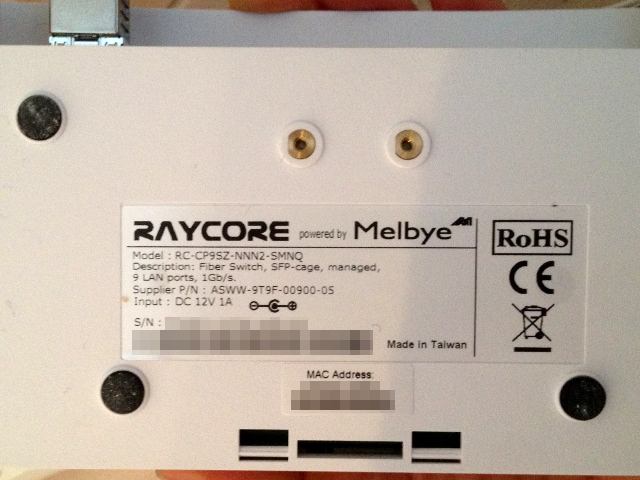 RAYCORE powered by Melbye
RoHS
Model : RC-CP9SZ-NNN2-SMNQ
Description: Fiber Switch, SFP-cage, managed,
9 LAN ports, 1Gb/s.
Supplier P/N : ASWW-9T9F-00900-05
Input : DC 12V 1A
CE
S/N :
Made in Taiwan
MAC Address: